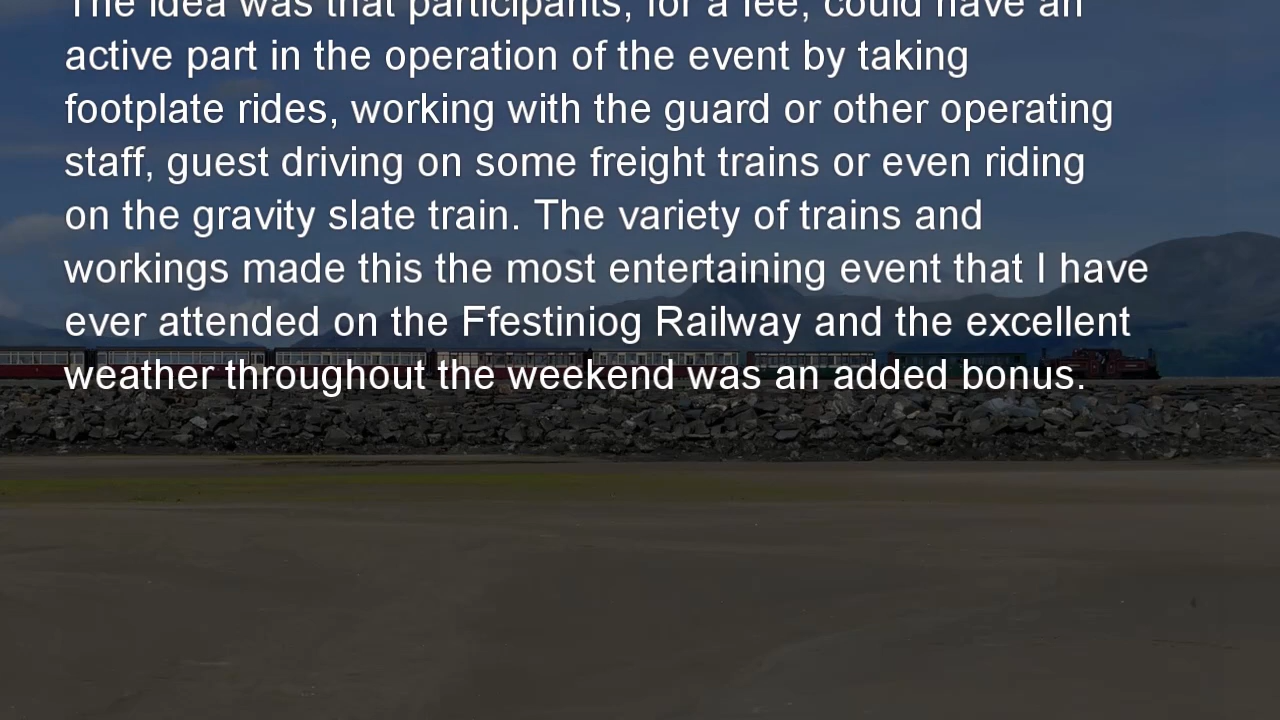 The idea was that participants, for a fee, could have an
active part in the operation of the event by taking
footplate rides, working with the guard or other operating
staff, guest driving on some freight trains or even riding
on the gravity slate train. The variety of trains and
workings made this the most entertaining event that I have
ever attended on the Ffestiniog Railway and the excellent
weather throughout the weekend was an added bonus.